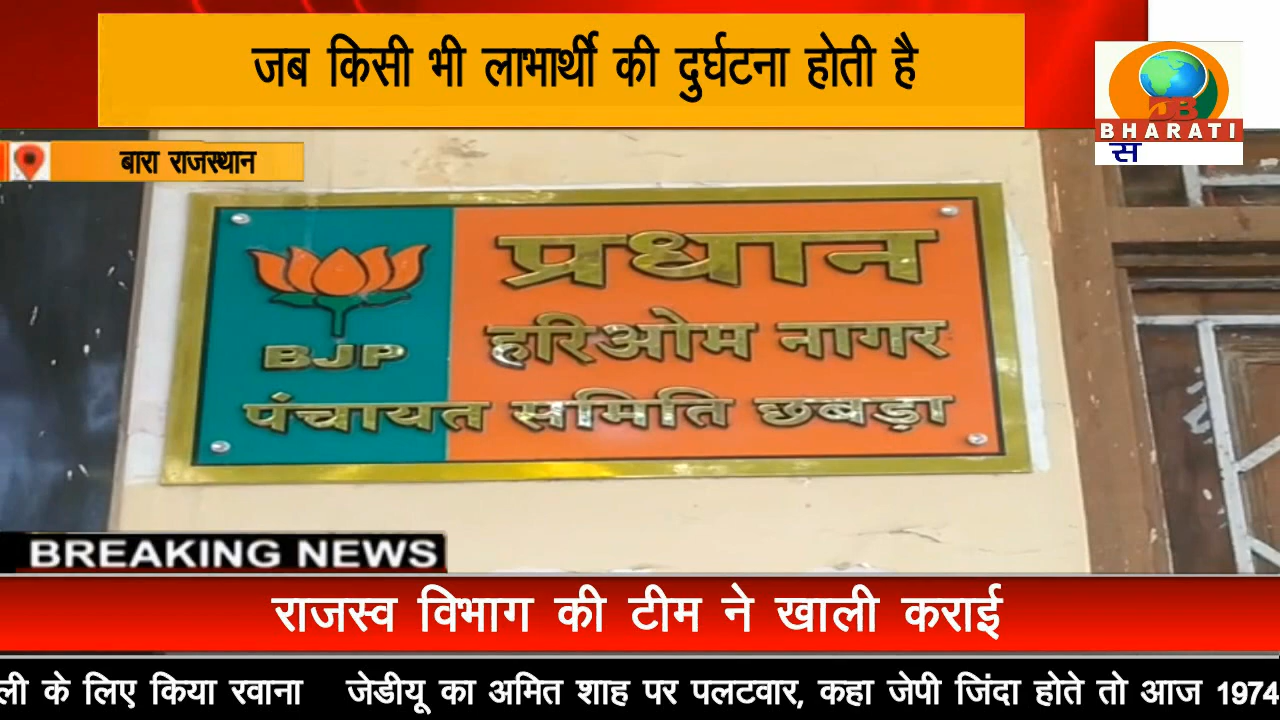 जब किसी भी लाभार्थी की दुर्घटना होती है
BHARATI
स
बारा राजस्थान
प्रधान
हरिओम नागर
BJP
पंचायत समिति छबड़ा
BREAKING NEWS
राजस्व विभाग की टीम ने खाली कराई
ली के लिए किया रवाना जेडीयू का अमित शाह पर पलटवार, कहा जेपी जिंदा होते तो आज 1974